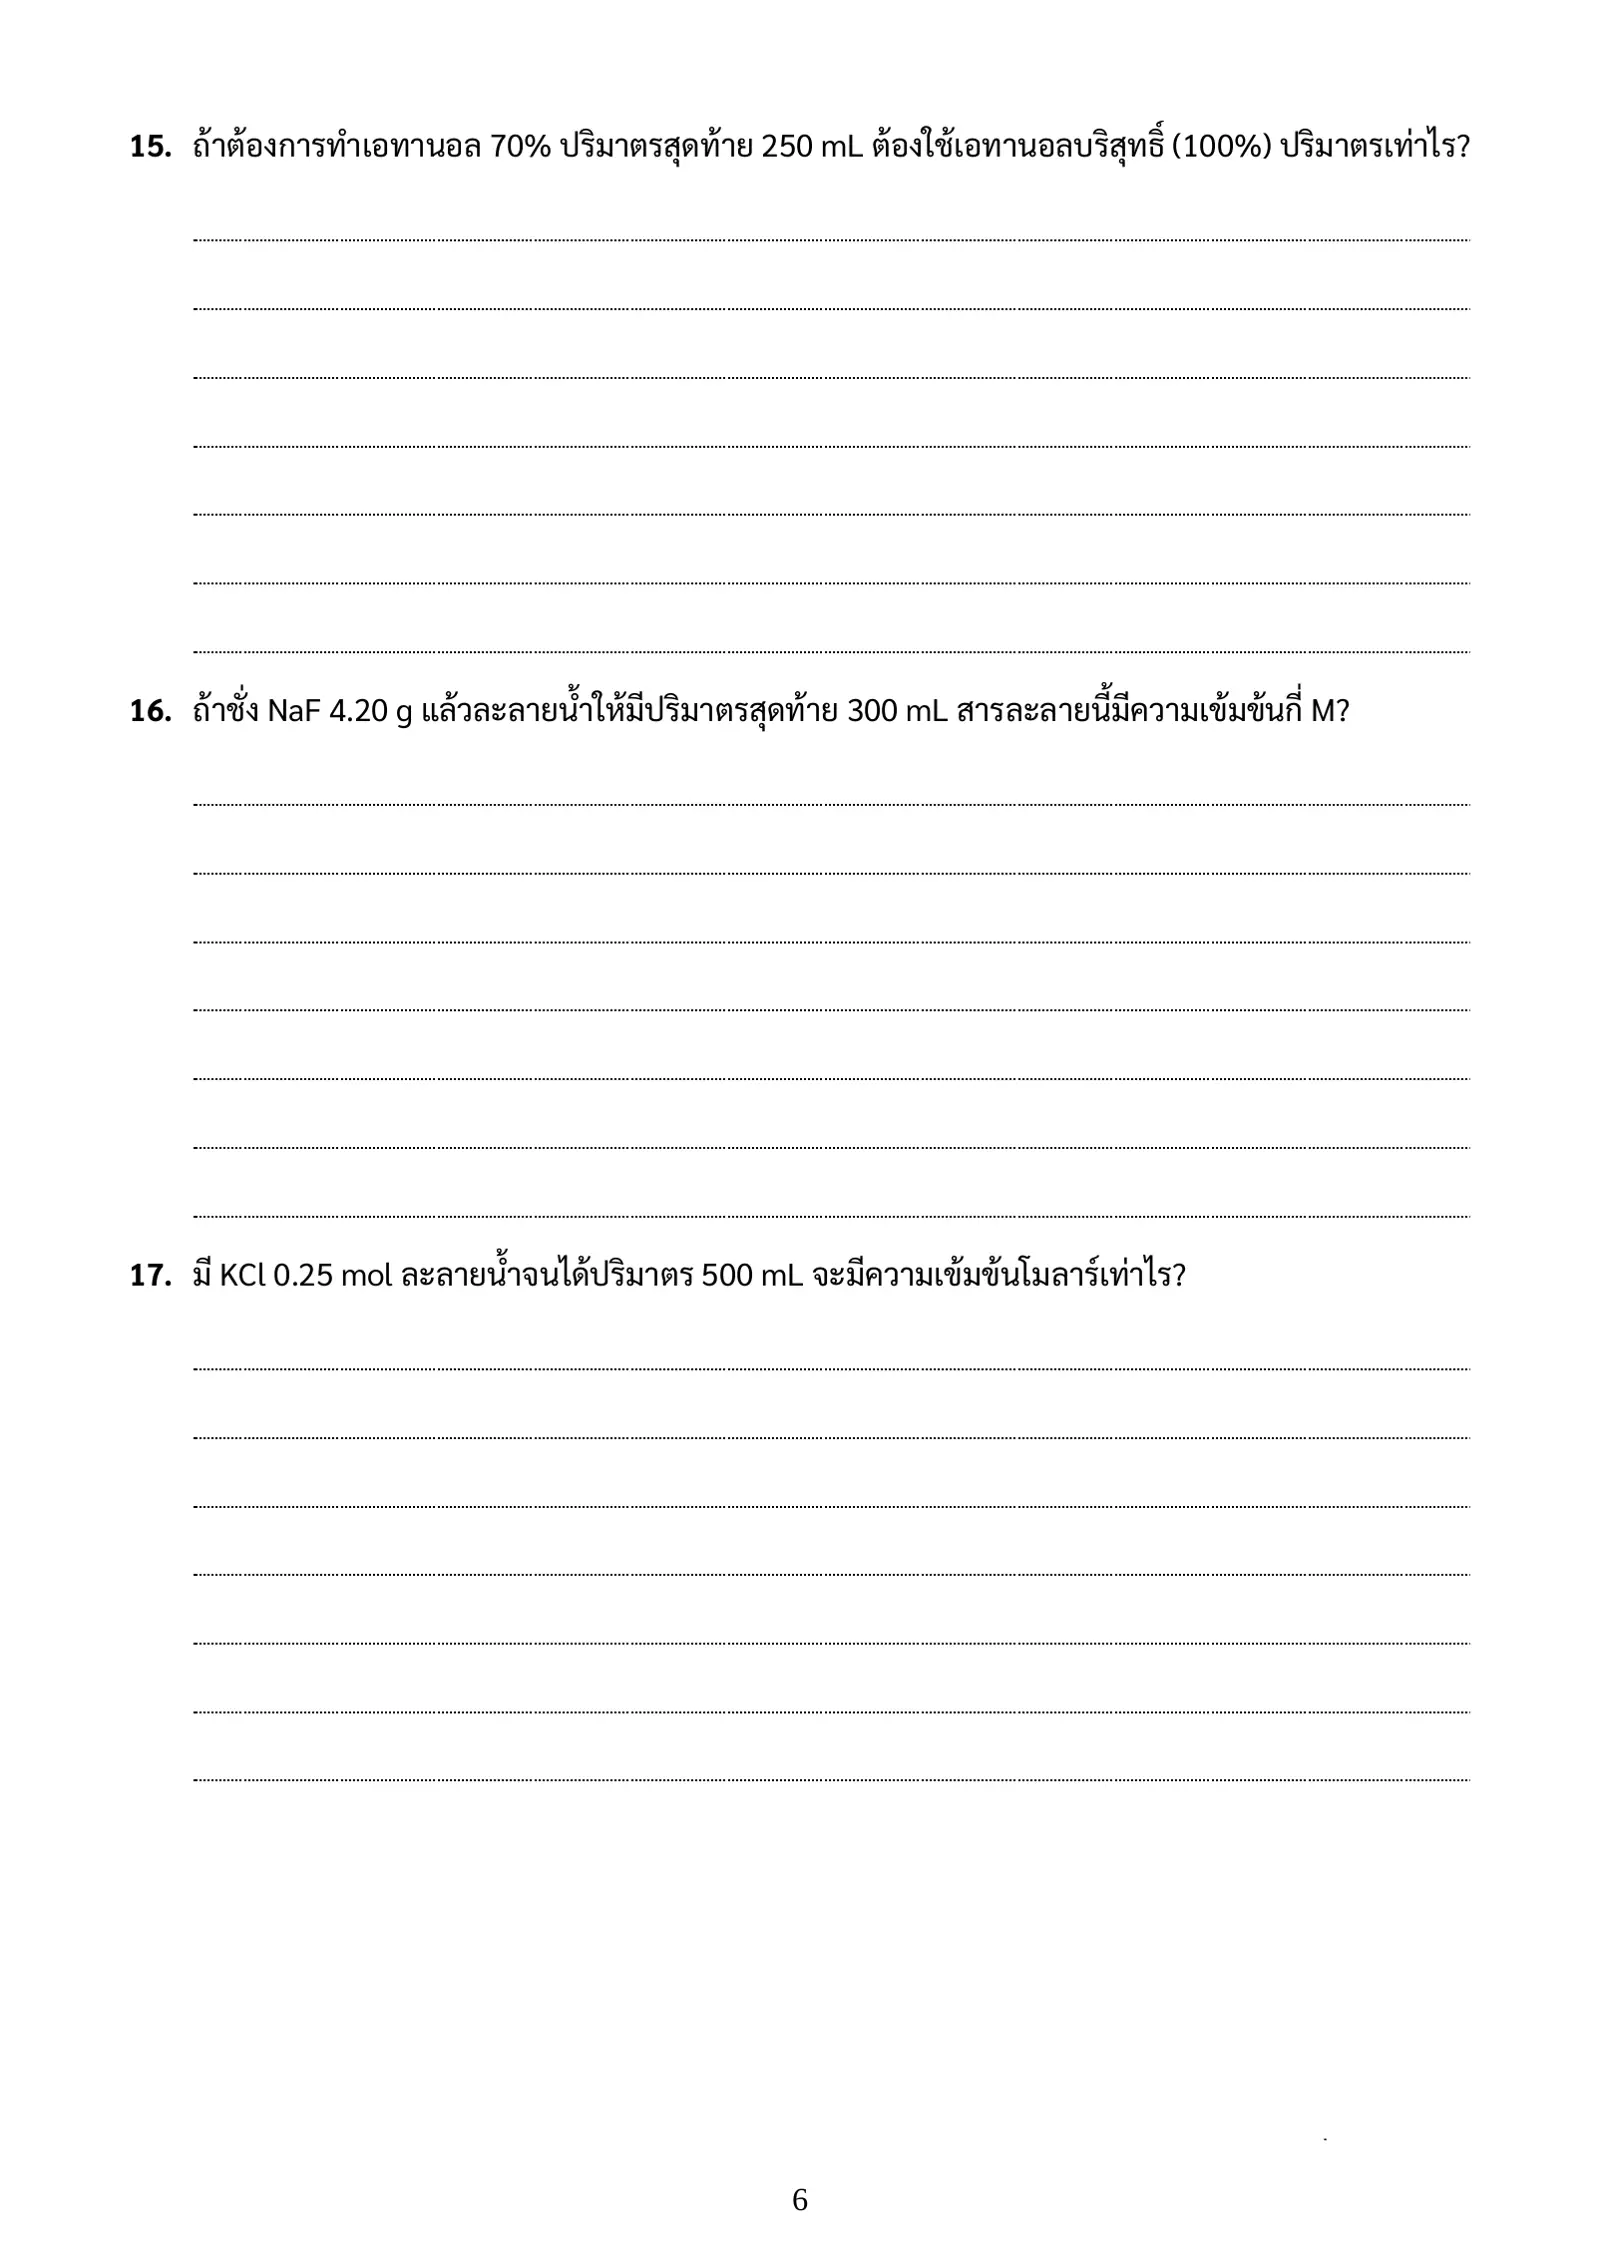 15. ถ้าต้องการทำเอทานอล 70% ปริมาตรสุดท้าย 250 mL ต้องใช้เอทานอลบริสุทธิ์ (100%) ปริมาตรเท่าไร?
16. ถ้าชั่ง NaF 4.20 g แล้วละลายน้ำให้มีปริมาตรสุดท้าย 300 mL สารละลายนี้มีความเข้มข้นกี่ M?
17. มี KCl 0.25 mol ละลายน้ำจนได้ปริมาตร 500 mL จะมีความเข้มข้นโมลาร์เท่าไร?
6